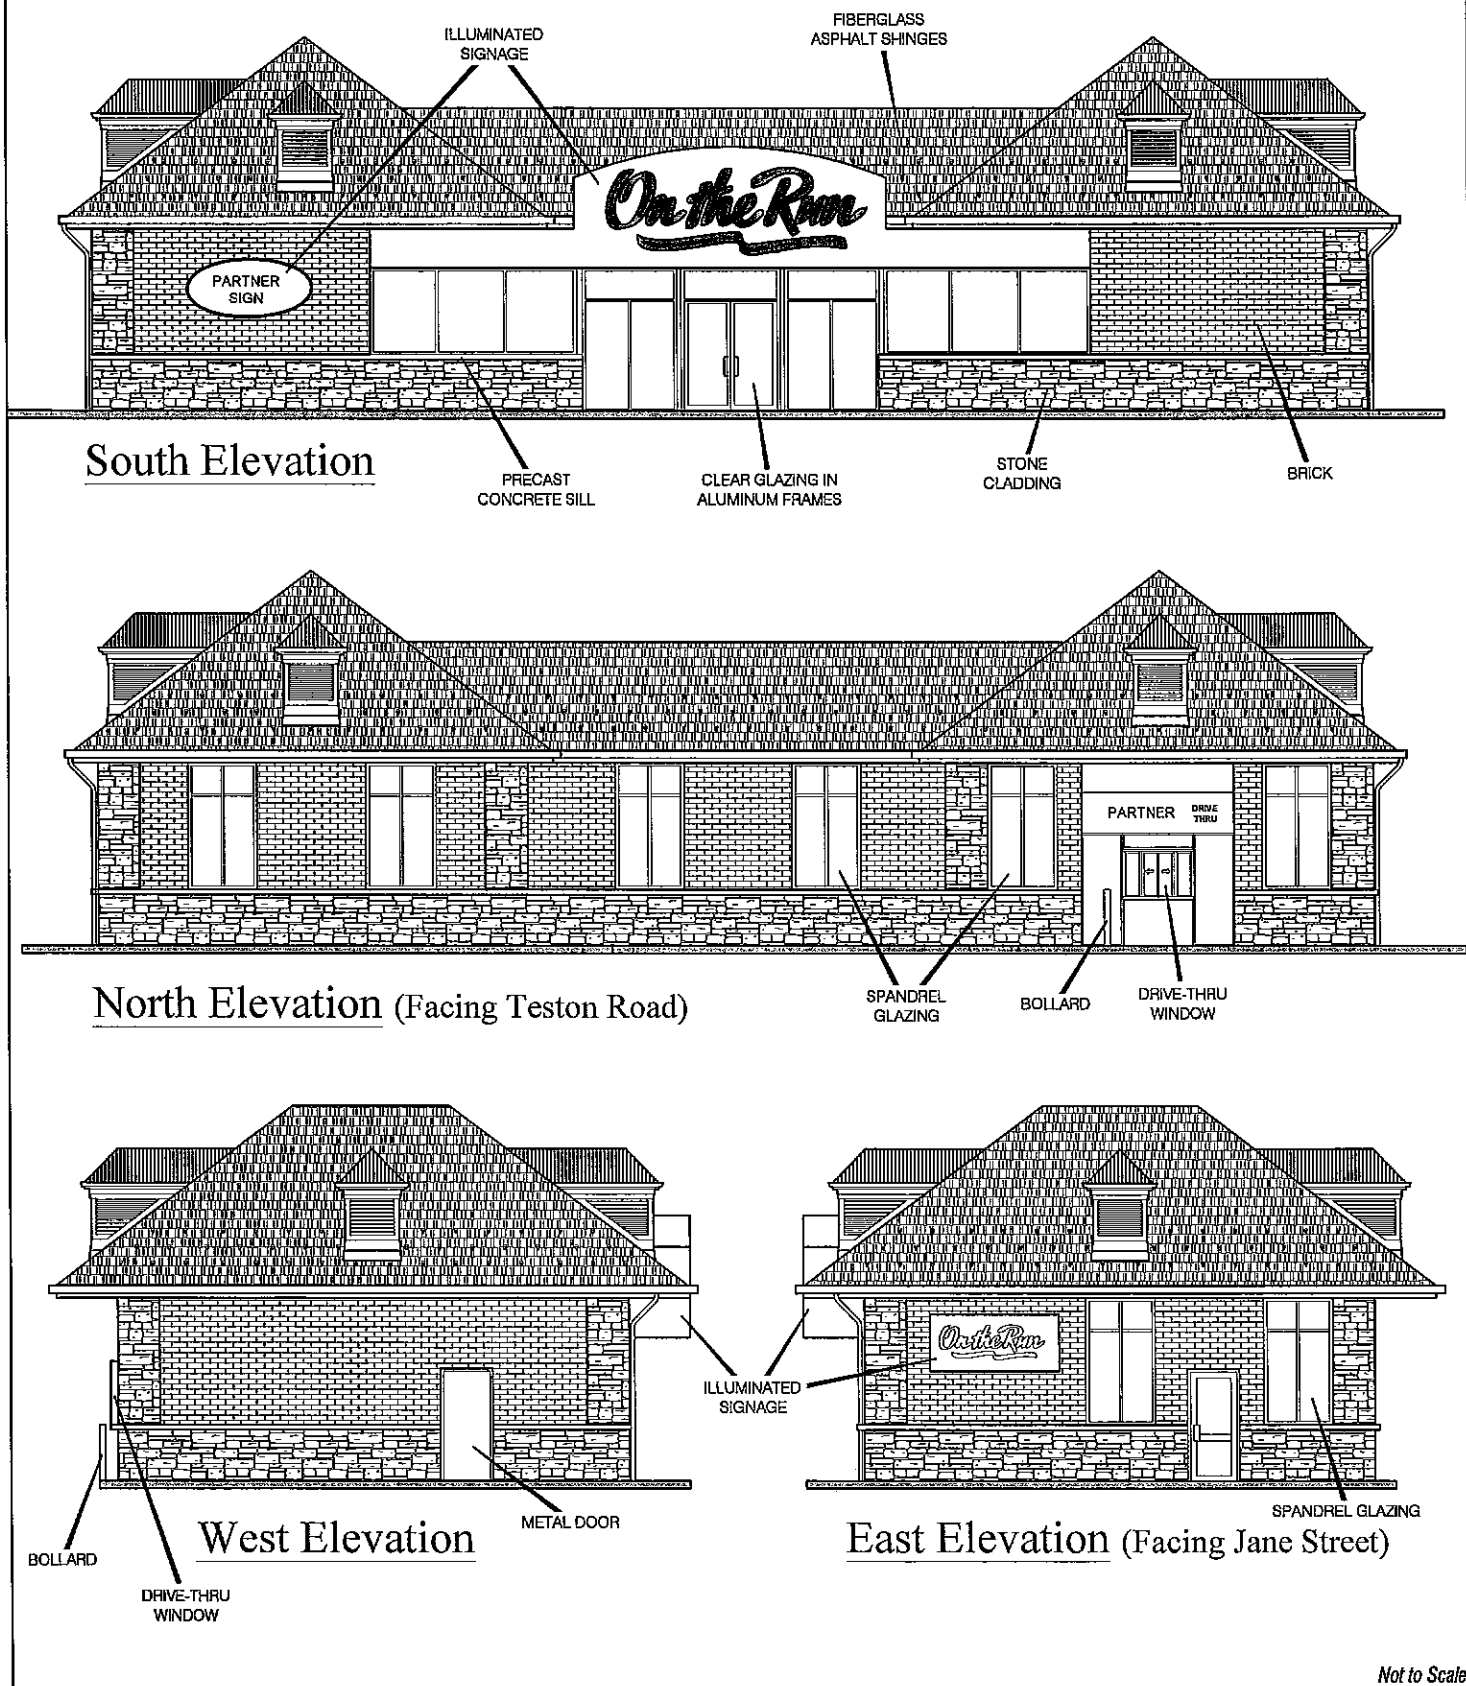 ILLUMINATED
SIGNAGE
FIBERGLASS
ASPHALT SHINGES
On the Run
PARTNER
SIGN
South Elevation
PRECAST
CONCRETE SILL
CLEAR GLAZING IN
ALUMINUM FRAMES
STONE
CLADDING
BRICK
PARTNER
DRIVE
THRU
North Elevation (Facing Teston Road)
SPANDREL
GLAZING
BOLLARD
DRIVE-THRU
WINDOW
On the Run
ILLUMINATED
SIGNAGE
West Elevation
METAL DOOR
BOLLARD
DRIVE-THRU
WINDOW
East Elevation (Facing Jane Street)
SPANDREL GLAZING
Not to Scale